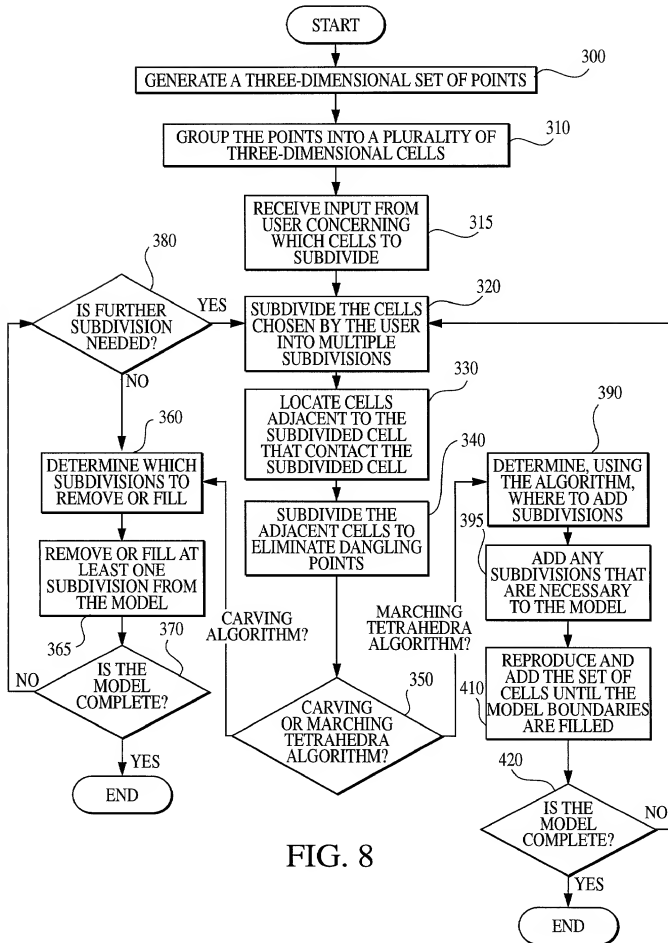 START
GENERATE A THREE-DIMENSIONAL SET OF POINTS
300
GROUP THE POINTS INTO A PLURALITY OF
THREE-DIMENSIONAL CELLS
310
RECEIVE INPUT FROM
USER CONCERNING
WHICH CELLS TO
SUBDIVIDE
315
380
IS FURTHER
SUBDIVISION
NEEDED?
YES
NO
SUBDIVIDE THE CELLS
CHOSEN BY THE USER
INTO MULTIPLE
SUBDIVISIONS
320
LOCATE CELLS
ADJACENT TO THE
SUBDIVIDED CELL
THAT CONTACT THE
SUBDIVIDED CELL
330
SUBDIVIDE THE
ADJACENT CELLS TO
ELIMINATE DANGLING
POINTS
340
360
DETERMINE WHICH
SUBDIVISIONS TO
REMOVE OR FILL
REMOVE OR FILL AT
LEAST ONE
SUBDIVISION FROM
THE MODEL
365
370
IS THE
MODEL
COMPLETE?
NO
YES
END
CARVING
ALGORITHM?
CARVING
OR MARCHING
TETRAHEDRA
ALGORITHM?
350
MARCHING
TETRAHEDRA
ALGORITHM?
390
DETERMINE, USING
THE ALGORITHM,
WHERE TO ADD
SUBDIVISIONS
395
ADD ANY
SUBDIVISIONS THAT
ARE NECESSARY
TO THE MODEL
REPRODUCE AND
ADD THE SET OF
CELLS UNTIL THE
MODEL BOUNDARIES
ARE FILLED
410
420
IS THE
MODEL
COMPLETE?
NO
YES
END
FIG. 8